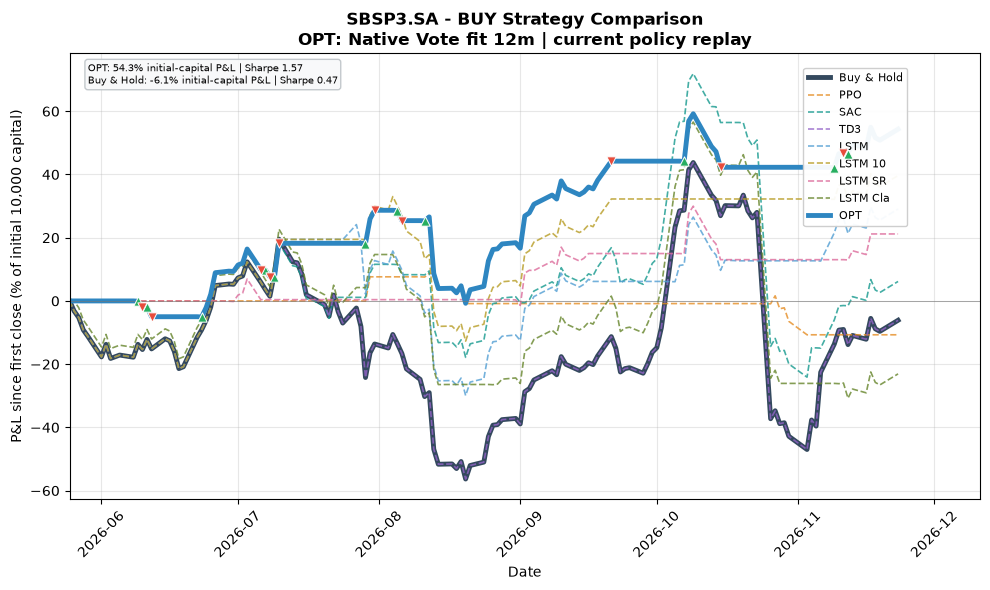 SBSP3.SA - BUY Strategy Comparison
OPT: Native Vote fit 12m | current policy replay
OPT: 54.3% initial-capital P&L | Sharpe 1.57
Buy & Hold: -6.1% initial-capital P&L | Sharpe 0.47
Buy & Hold
PPO
SAC
TD3
LSTM
LSTM 10
LSTM SR
LSTM Cla
OPT
P&L since first close (% of initial 10,000 capital)
60
40
20
0
−20
−40
−60
2026-06
2026-07
2026-08
2026-09
2026-10
2026-11
2026-12
Date